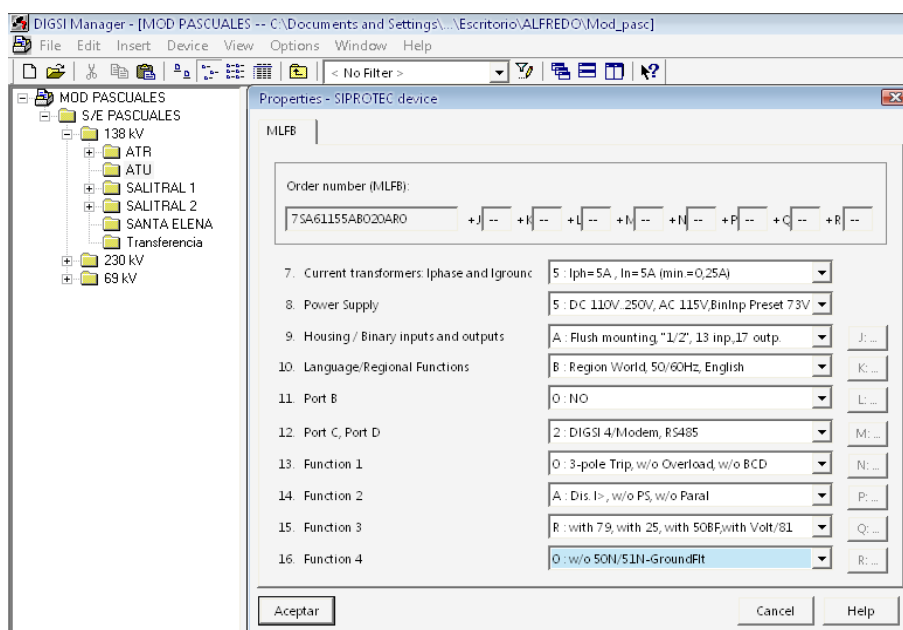 DIGSI Manager - [MOD PASCUALES -- C:\Documents and Settings\...\Escritorio\ALFREDO\Mod_pasc]
File Edit Insert Device View Options Window Help
< No Filter >
MOD PASCUALES
S/E PASCUALES
138 kV
ATR
ATU
SALITRAL 1
SALITRAL 2
SANTA ELENA
Transferencia
230 kV
69 kV
Properties - SIPROTEC device
MLFB
Order number (MLFB):
7SA61155AB020AR0 +J -- +K -- +L -- +M -- +N -- +P -- +Q -- +R --
7. Current transformers: Iphase and Igrounc 5 : Iph=5A , In=5A (min.=0,25A)
8. Power Supply 5 : DC 110V..250V, AC 115V,BinInp Preset 73V
9. Housing / Binary inputs and outputs A : Flush mounting, "1/2", 13 inp.,17 outp. J: ...
10. Language/Regional Functions B : Region World, 50/60Hz, English K: ...
11. Port B 0 : NO L: ...
12. Port C, Port D 2 : DIGSI 4/Modem, RS485 M: ...
13. Function 1 0 : 3-pole Trip, w/o Overload, w/o BCD N: ...
14. Function 2 A : Dis. I>, w/o PS, w/o Paral P: ...
15. Function 3 R : with 79, with 25, with 50BF,with Volt/81 Q: ...
16. Function 4 0 : w/o 50N/51N-GroundFlt R: ...
Aceptar Cancel Help